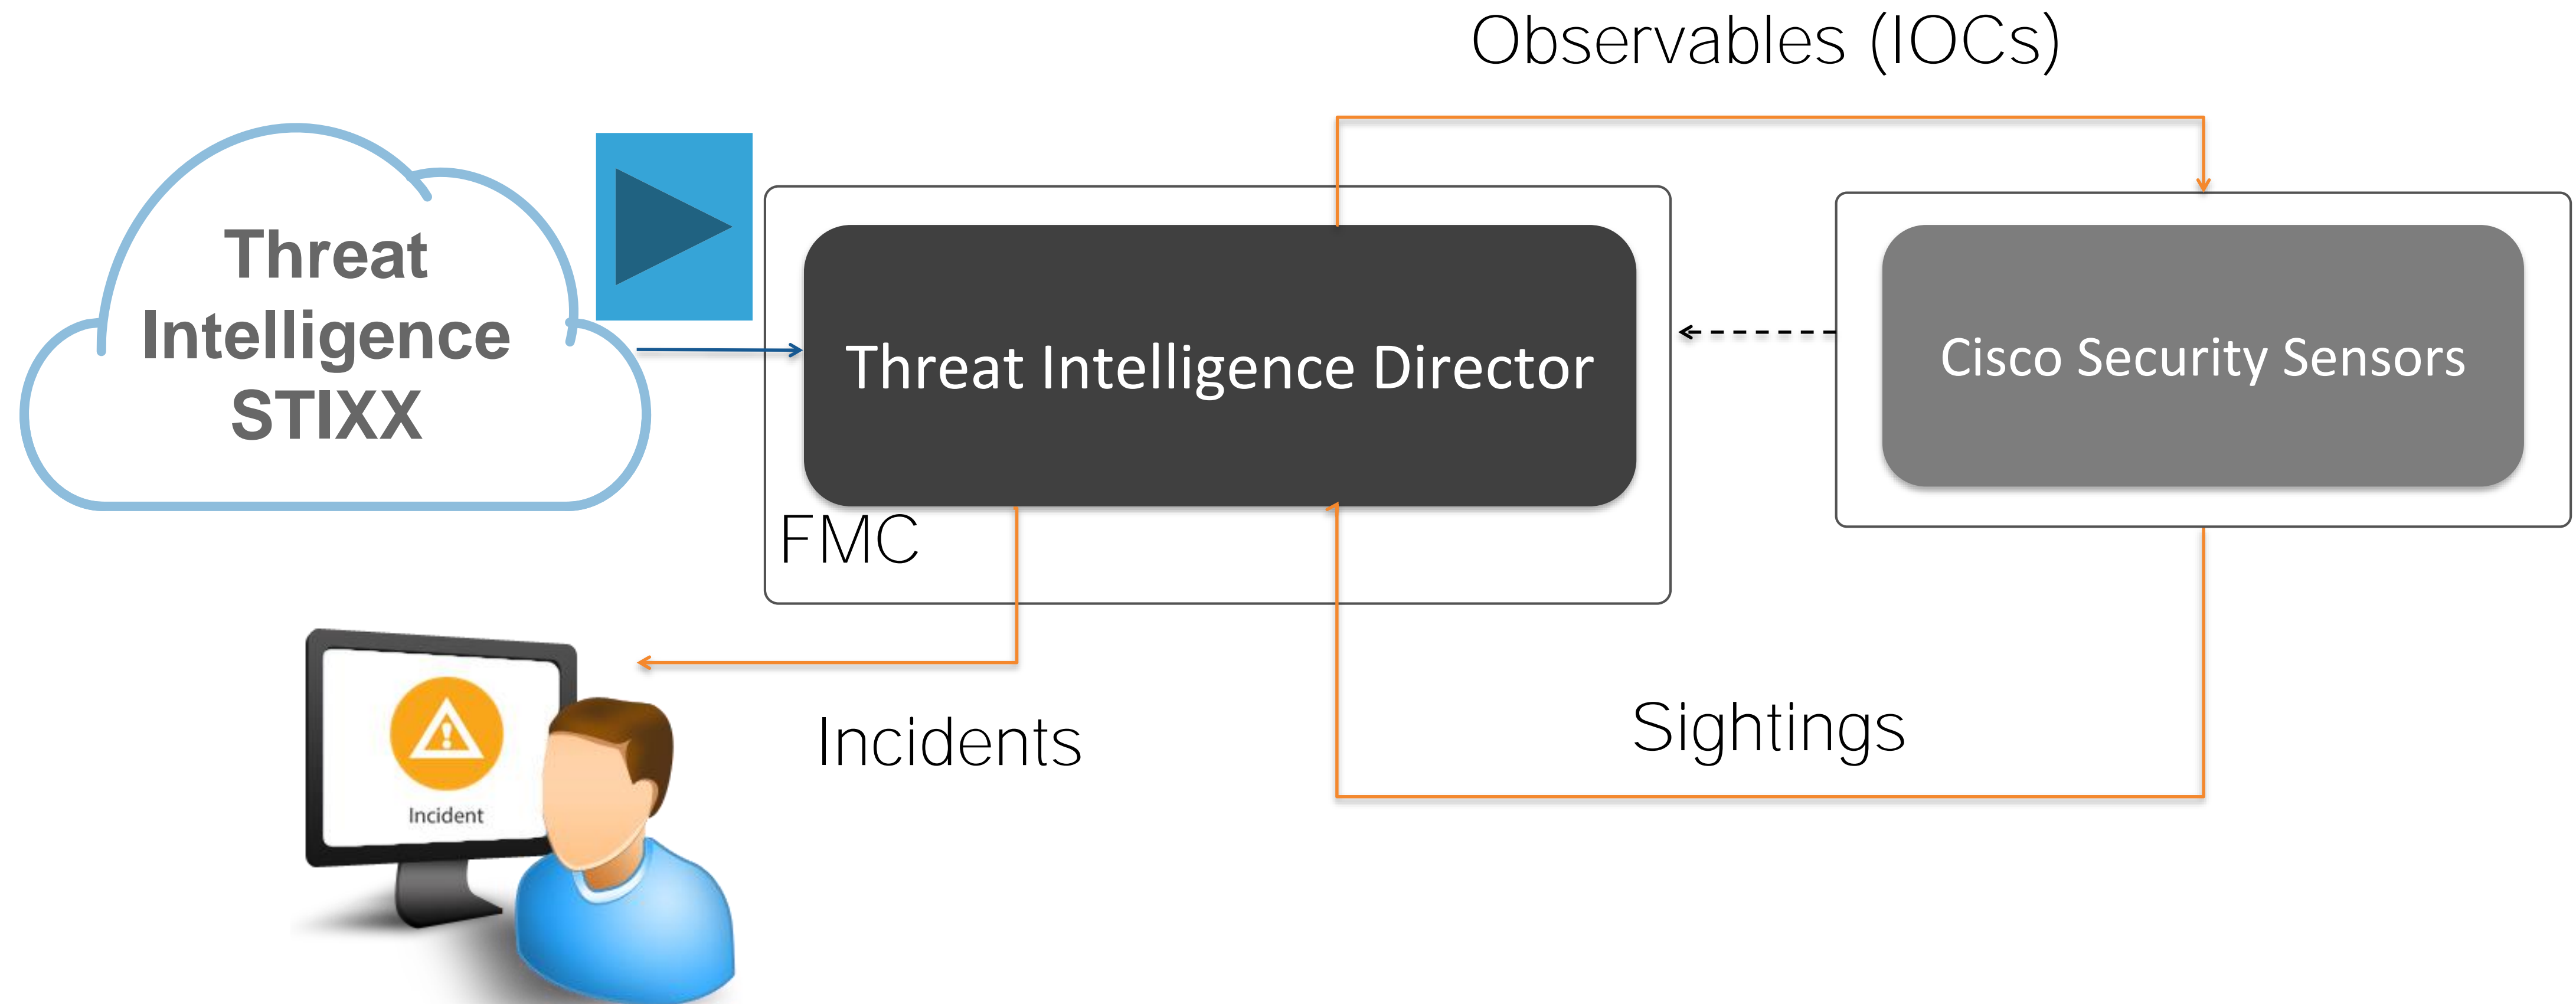 Observables (IOCs)
Threat
Intelligence
STIXX
Threat Intelligence Director
Cisco Security Sensors
FMC
Incidents
Sightings
Incident